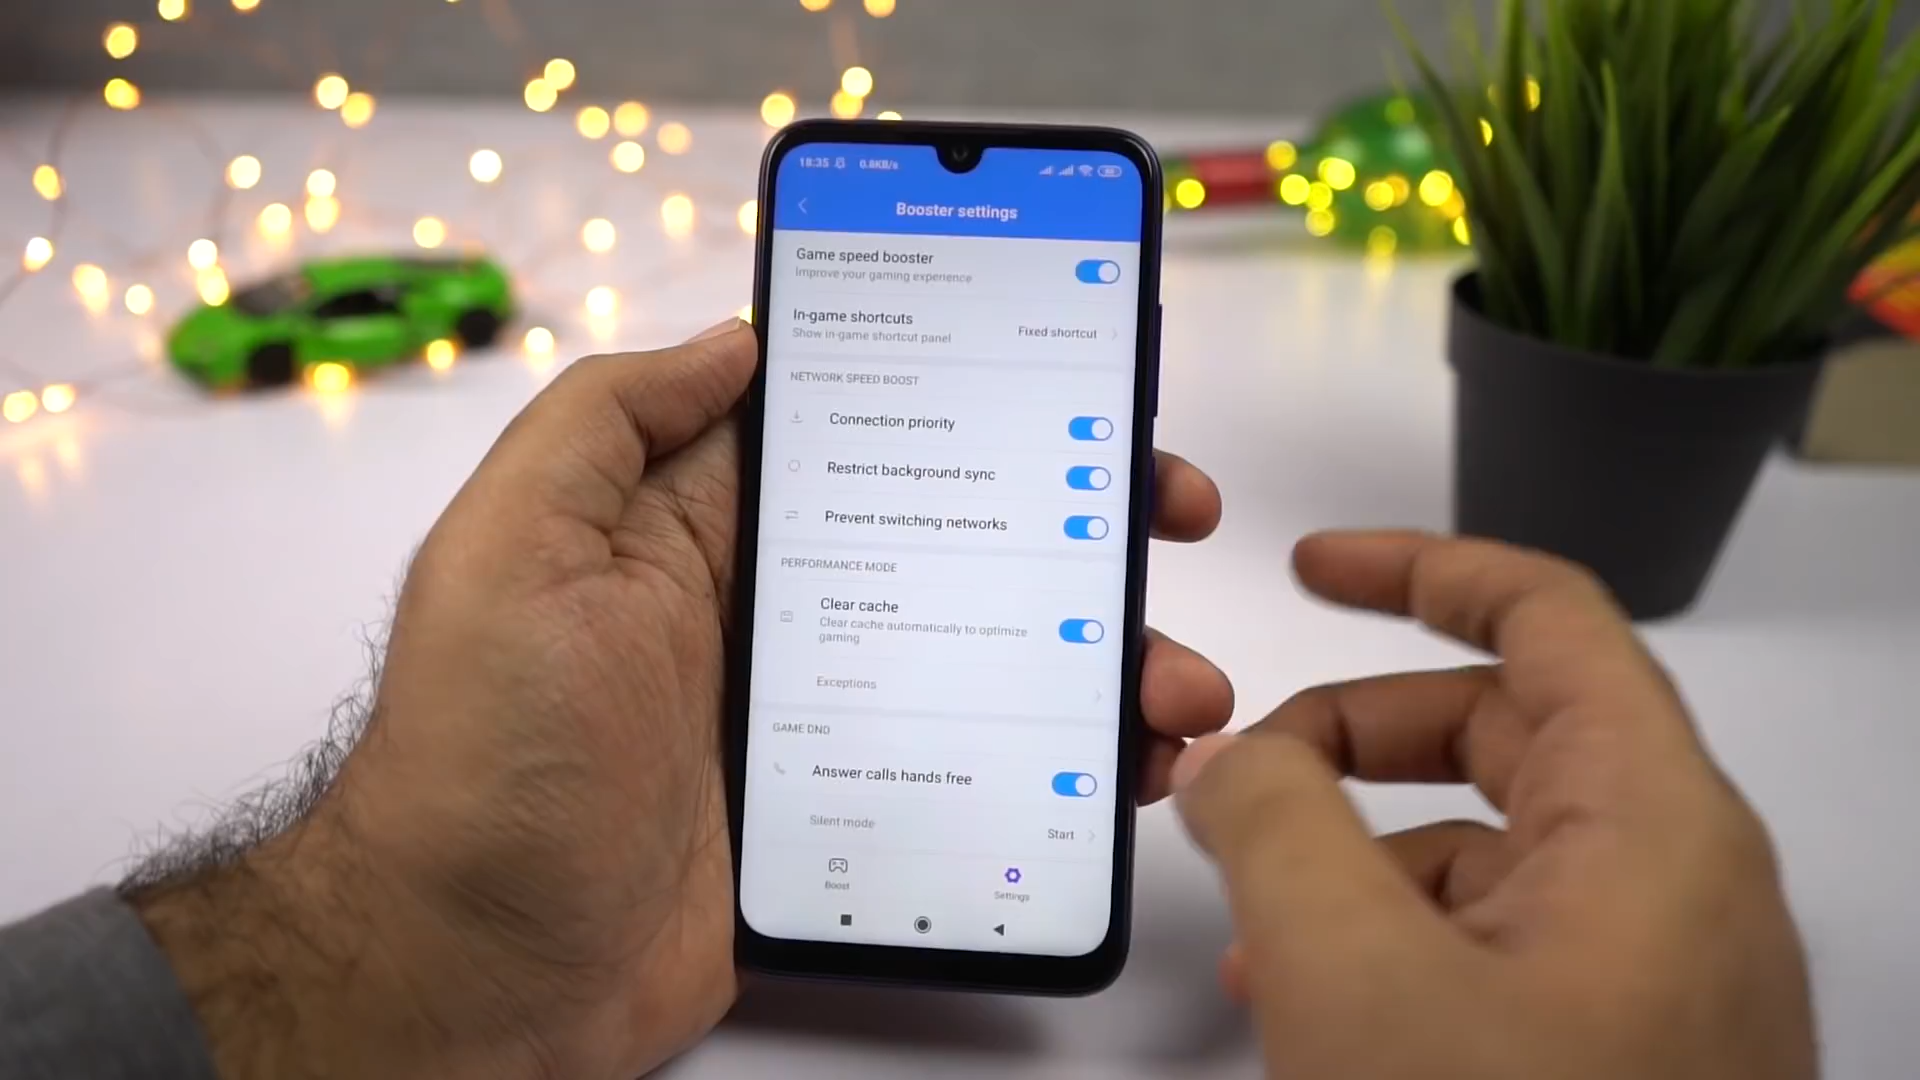 18:35 0.8KB/s
Booster settings
Game speed booster
Improve your gaming experience
In-game shortcuts
Show in-game shortcut panel
Fixed shortcut
NETWORK SPEED BOOST
Connection priority
Restrict background sync
Prevent switching networks
PERFORMANCE MODE
Clear cache
Clear cache automatically to optimize
gaming
Exceptions
GAME DND
Answer calls hands free
Silent mode
Start
Boost
Settings